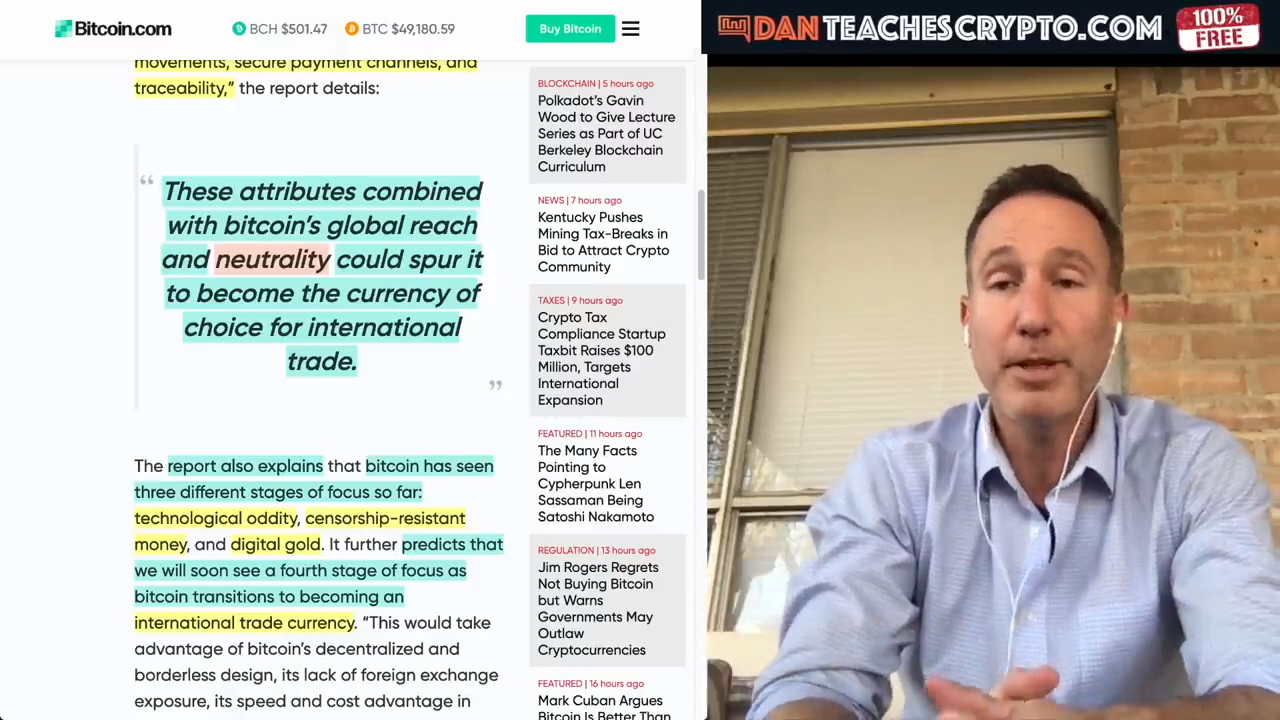 Bitcoin.com
BCH $501.47
BTC $49,180.59
Buy Bitcoin
DANTEACHESCRYPTO.COM
100%
FREE
movements, secure payment channels, and
traceability,” the report details:
“ These attributes combined
with bitcoin’s global reach
and neutrality could spur it
to become the currency of
choice for international
trade.
”
The report also explains that bitcoin has seen
three different stages of focus so far:
technological oddity, censorship-resistant
money, and digital gold. It further predicts that
we will soon see a fourth stage of focus as
bitcoin transitions to becoming an
international trade currency. “This would take
advantage of bitcoin’s decentralized and
borderless design, its lack of foreign exchange
exposure, its speed and cost advantage in
BLOCKCHAIN | 5 hours ago
Polkadot’s Gavin
Wood to Give Lecture
Series as Part of UC
Berkeley Blockchain
Curriculum
NEWS | 7 hours ago
Kentucky Pushes
Mining Tax-Breaks in
Bid to Attract Crypto
Community
TAXES | 9 hours ago
Crypto Tax
Compliance Startup
Taxbit Raises $100
Million, Targets
International
Expansion
FEATURED | 11 hours ago
The Many Facts
Pointing to
Cypherpunk Len
Sassaman Being
Satoshi Nakamoto
REGULATION | 13 hours ago
Jim Rogers Regrets
Not Buying Bitcoin
but Warns
Governments May
Outlaw
Cryptocurrencies
FEATURED | 16 hours ago
Mark Cuban Argues
Bitcoin Is Better Than